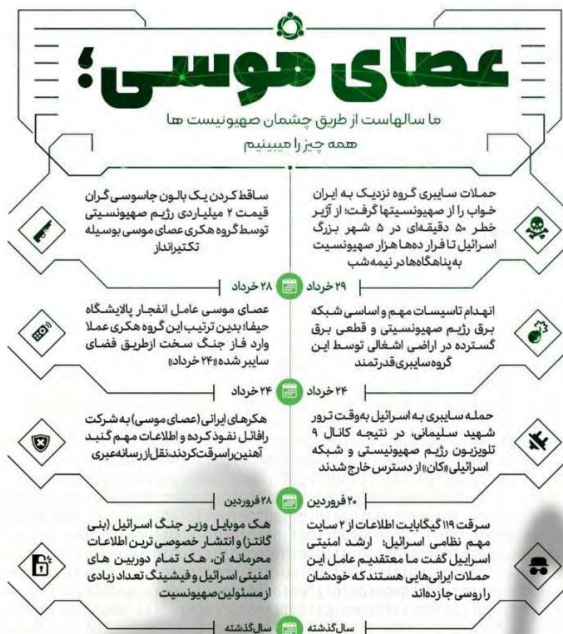 عصای موسی؛
ما سالهاست از طریق چشمان صهیونیست ها
همه چیز را میبینیم
حملات سایبری گروه نزدیک به ایران
خواب را از صهیونیستها گرفت؛ از آژیر
خطر ۵۰ دقیقه‌ای در ۵ شهر بزرگ
اسرائیل تا فرار ده‌ها هزار صهیونیست
به پناهگاه‌ها در نیمه شب
۲۹ خرداد
ساقط کردن یک بالون جاسوسی گران
قیمت ۲ میلیاردی رژیم صهیونسیتی
توسط گروه هکری عصای موسی بوسیله
تکتیرانداز
۲۸ خرداد
انهدام تاسیسات مهم و اساسی شبکه
برق رژیم صهیونسیتی و قطعی برق
گسترده در اراضی اشغالی توسط این
گروه سایبری قدرتمند
۲۴ خرداد
عصای موسی عامل انفجار پالایشگاه
حیفا؛ بدین ترتیب این گروه هکری عملا
وارد فاز جنگ سخت ازطریق فضای
سایبر شده «۲۴ خرداد»
۲۴ خرداد
حمله سایبری به اسرائیل به‌وقت ترور
شهید سلیمانی، در نتیجه کانال ۹
تلویزیون رژیم صهیونیستی و شبکه
اسرائیلی «کان» از دسترس خارج شدند
۲۰ فروردین
هکرهای ایرانی (عصای موسی) به شرکت
رافائل نفوذ کرده و اطلاعات مهم گنبد
آهنین را سرقت کردند، نقل از رسانه عبری
۲۸ فروردین
سرقت ۱۱۹ گیگابایت اطلاعات از ۲ سایت
مهم نظامی اسرائیل؛ ارشد امنیتی
اسراییل گفت ما معتقدیم عامل این
حملات ایرانی‌هایی هستند که خودشان
را روسی جا زده‌اند
سال گذشته
هک موبایل وزیر جنگ اسرائیل (بنی
گانتز) و انتشار خصوصی ترین اطلاعات
محرمانه آن، هک تمام دوربین های
امنیتی اسرائیل و فیشینگ تعداد زیادی
از مسئولین صهیونسیت
سال گذشته